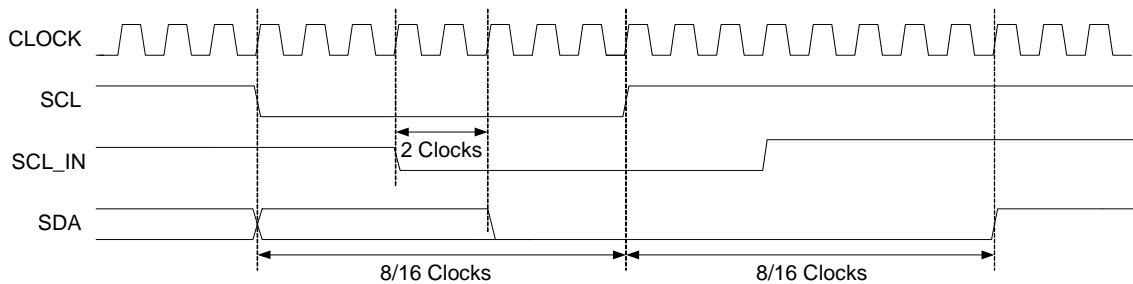 CLOCK
SCL
2 Clocks
SCL_IN
SDA
8/16 Clocks
8/16 Clocks